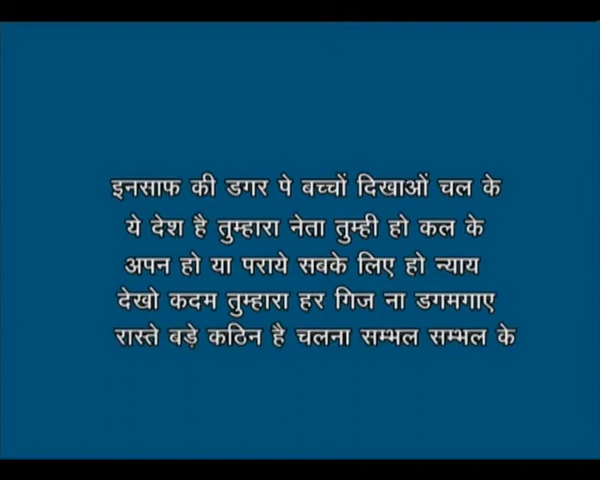 इनसाफ की डगर पे बच्चों दिखाओं चल के
ये देश है तुम्हारा नेता तुम्ही हो कल के
अपन हो या पराये सबके लिए हो न्याय
देखो कदम तुम्हारा हर गिज ना डगमगाए
रास्ते बड़े कठिन है चलना सम्भल सम्भल के